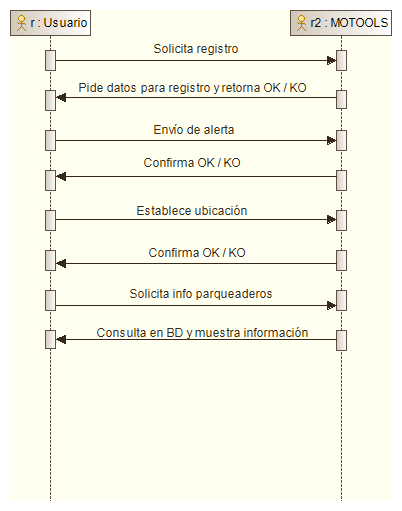 r : Usuario
r2 : MOTOOLS
Solicita registro
Pide datos para registro y retorna OK / KO
Envío de alerta
Confirma OK / KO
Establece ubicación
Confirma OK / KO
Solicita info parqueaderos
Consulta en BD y muestra información